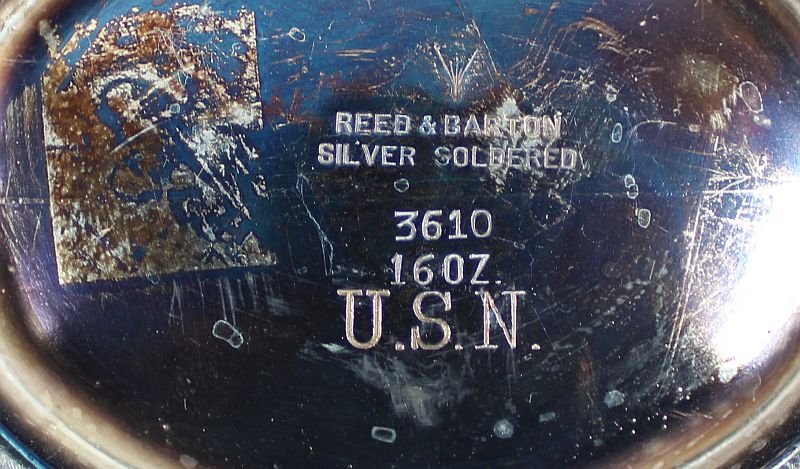 REED & BARTON
SILVER SOLDERED
3610
16OZ.
U.S.N.